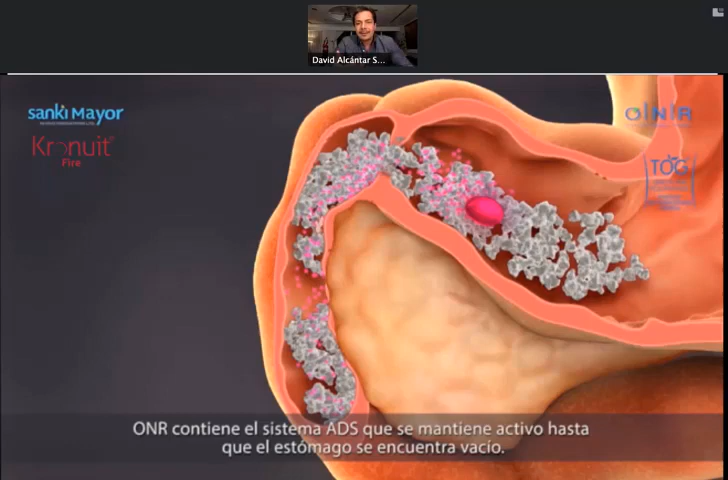 David Alcántar S...
sanki Mayor
Kronuit®
Fire
ONR
TOG
ONR contiene el sistema ADS que se mantiene activo hasta
que el estómago se encuentra vacío.